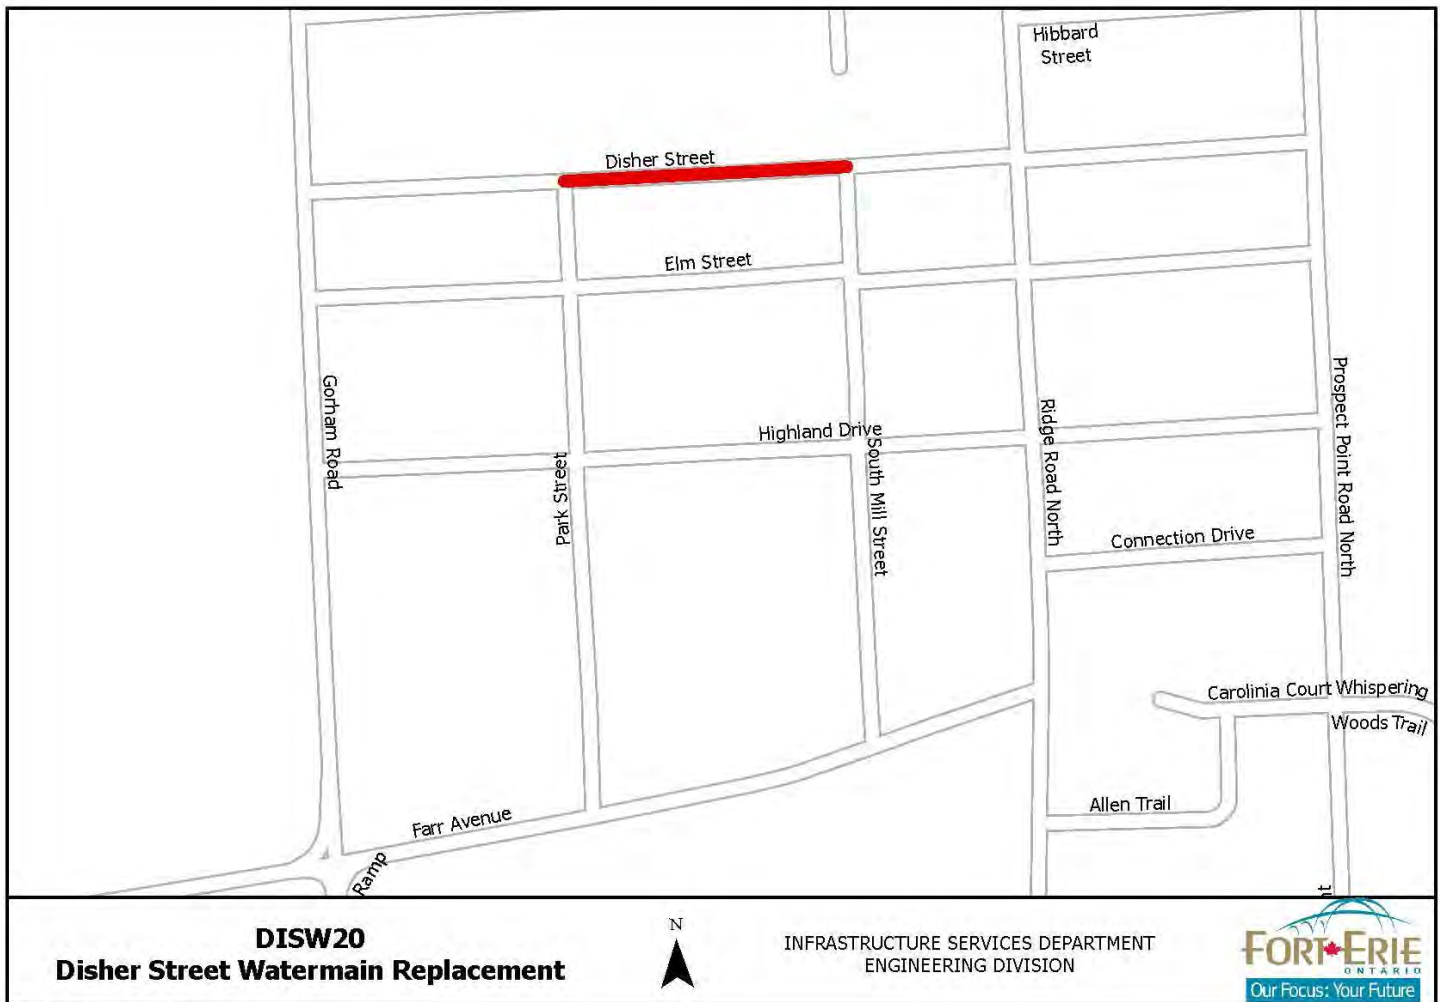 Hibbard
Street
Disher Street
Elm Street
Gorham Road
Highland Drive
Park Street
South Mill Street
Ridge Road North
Prospect Point Road North
Connection Drive
Carolinia Court
Whispering
Woods Trail
Allen Trail
Farr Avenue
Ramp
DISW20
Disher Street Watermain Replacement
N
INFRASTRUCTURE SERVICES DEPARTMENT
ENGINEERING DIVISION
FORT ERIE
ONTARIO
Our Focus: Your Future